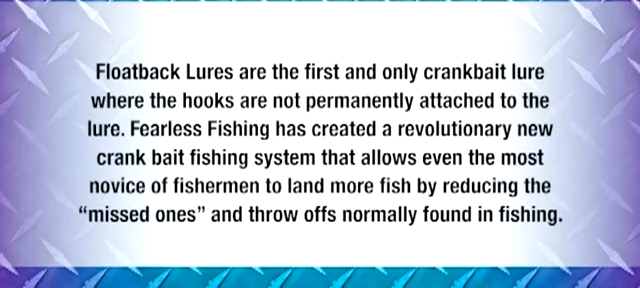 Floatback Lures are the first and only crankbait lure
where the hooks are not permanently attached to the
lure. Fearless Fishing has created a revolutionary new
crank bait fishing system that allows even the most
novice of fishermen to land more fish by reducing the
“missed ones” and throw offs normally found in fishing.